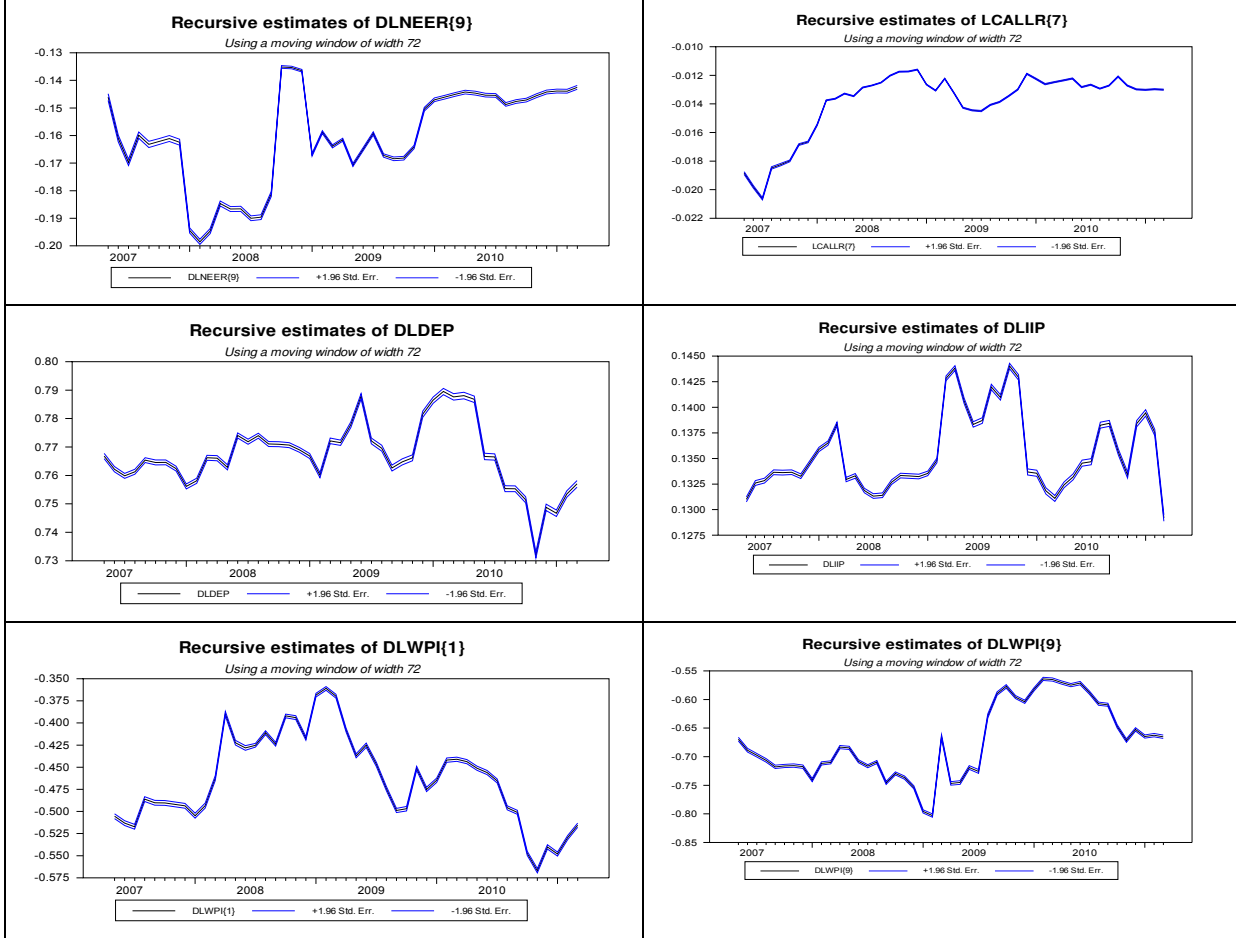 Recursive estimates of DLNEER{9}
Using a moving window of width 72
-0.13
-0.14
-0.15
-0.16
-0.17
-0.18
-0.19
-0.20
2007 2008 2009 2010
DLNEER{9} +1.96 Std. Err. -1.96 Std. Err.
Recursive estimates of LCALLR{7}
Using a moving window of width 72
-0.010
-0.012
-0.014
-0.016
-0.018
-0.020
-0.022
2007 2008 2009 2010
LCALLR{7} +1.96 Std. Err. -1.96 Std. Err.
Recursive estimates of DLDEP
Using a moving window of width 72
0.80
0.79
0.78
0.77
0.76
0.75
0.74
0.73
2007 2008 2009 2010
DLDEP +1.96 Std. Err. -1.96 Std. Err.
Recursive estimates of DLIIP
Using a moving window of width 72
0.1450
0.1425
0.1400
0.1375
0.1350
0.1325
0.1300
0.1275
2007 2008 2009 2010
DLIIP +1.96 Std. Err. -1.96 Std. Err.
Recursive estimates of DLWPI{1}
Using a moving window of width 72
-0.350
-0.375
-0.400
-0.425
-0.450
-0.475
-0.500
-0.525
-0.550
-0.575
2007 2008 2009 2010
DLWPI{1} +1.96 Std. Err. -1.96 Std. Err.
Recursive estimates of DLWPI{9}
Using a moving window of width 72
-0.55
-0.60
-0.65
-0.70
-0.75
-0.80
-0.85
2007 2008 2009 2010
DLWPI{9} +1.96 Std. Err. -1.96 Std. Err.